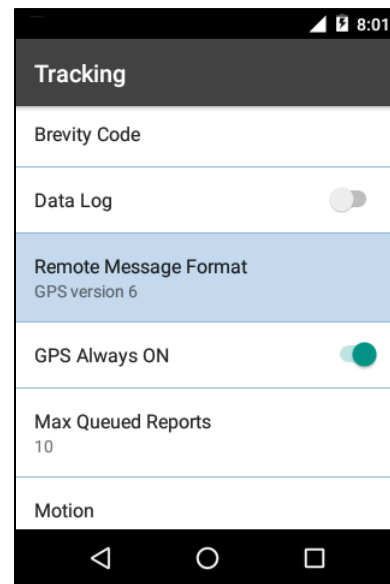 8:01
Tracking
Brevity Code
Data Log
Remote Message Format
GPS version 6
GPS Always ON
Max Queued Reports
10
Motion